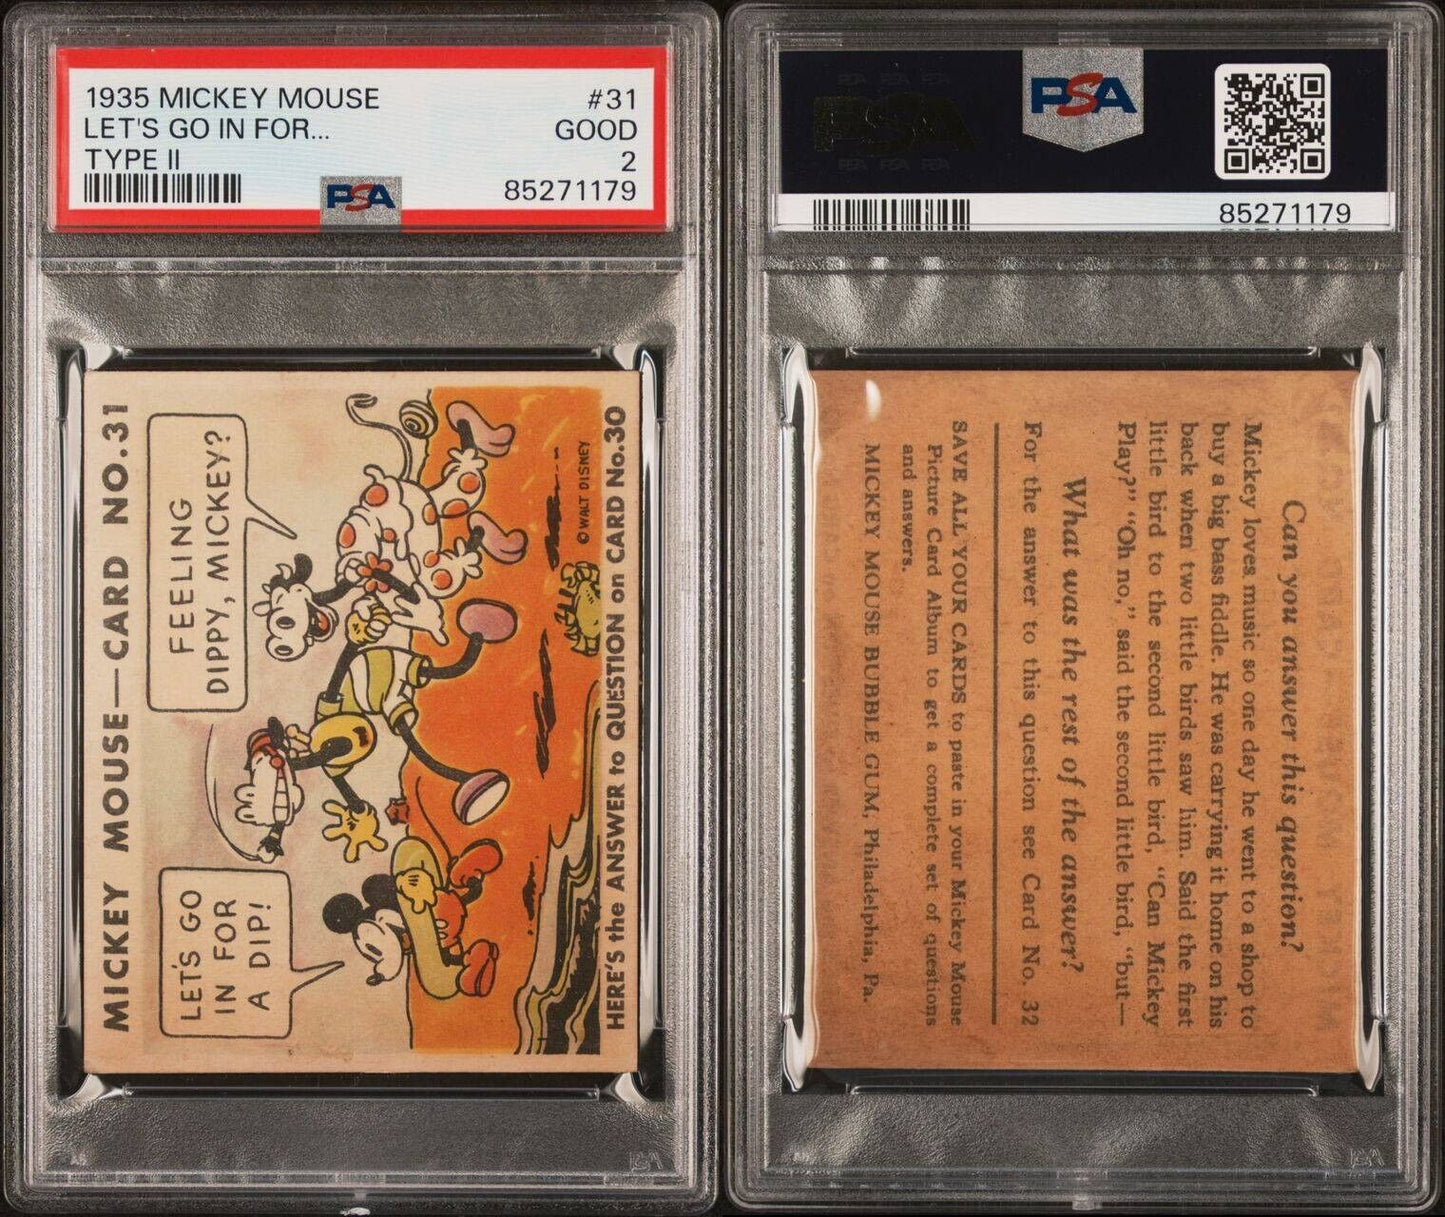 1935 MICKEY MOUSE #31
LET'S GO IN FOR... GOOD
TYPE II 2
85271179
PSA
MICKEY MOUSE—CARD NO.31
LET'S GO
IN FOR
A DIP!
FEELING
DIPPY, MICKEY?
© WALT DISNEY
HERE'S the ANSWER to QUESTION on CARD No.30
PSA
PSA
85271179
Can you answer this question?
Mickey loves music so one day he went to a shop to
buy a big bass fiddle. He was carrying it home on his
back when two little birds saw him. Said the first
little bird to the second little bird, "Can Mickey
Play?" "Oh no," said the second little bird, "but—
What was the rest of the answer?
For the answer to this question see Card No. 32
SAVE ALL YOUR CARDS to paste in your Mickey Mouse
Picture Card Album to get a complete set of questions
and answers.
MICKEY MOUSE BUBBLE GUM, Philadelphia, Pa.